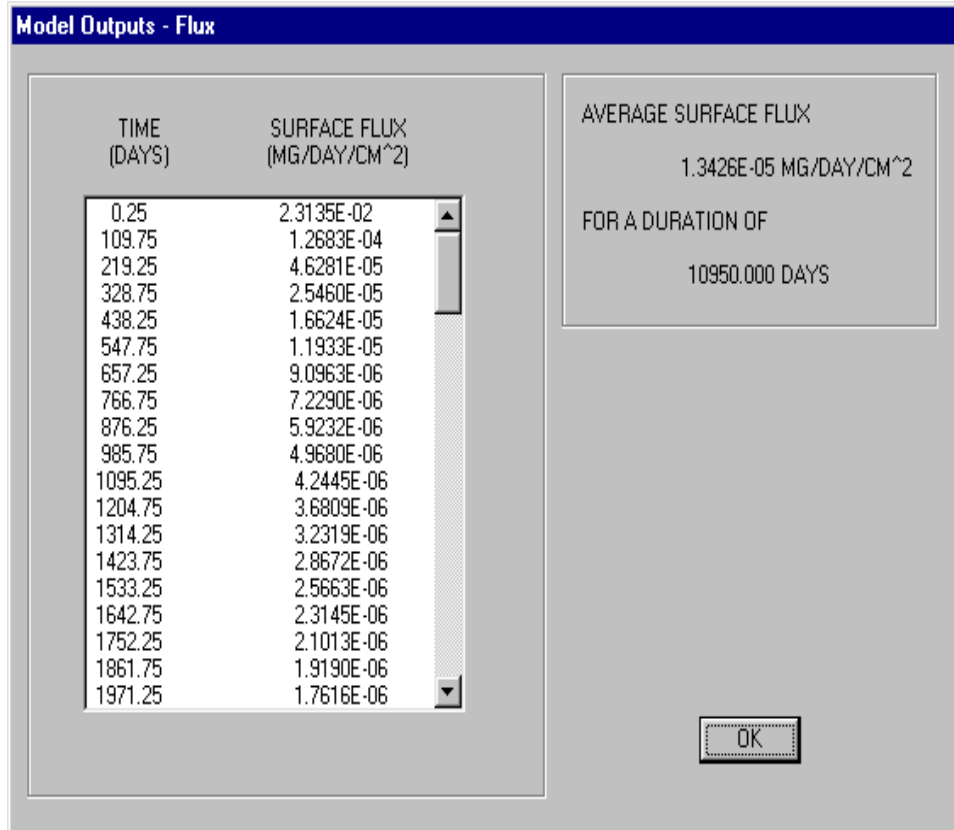 Model Outputs - Flux
TIME SURFACE FLUX
(DAYS) (MG/DAY/CM^2)
0.25 2.3135E-02
109.75 1.2683E-04
219.25 4.6281E-05
328.75 2.5460E-05
438.25 1.6624E-05
547.75 1.1933E-05
657.25 9.0963E-06
766.75 7.2290E-06
876.25 5.9232E-06
985.75 4.9680E-06
1095.25 4.2445E-06
1204.75 3.6809E-06
1314.25 3.2319E-06
1423.75 2.8672E-06
1533.25 2.5663E-06
1642.75 2.3145E-06
1752.25 2.1013E-06
1861.75 1.9190E-06
1971.25 1.7616E-06
AVERAGE SURFACE FLUX
1.3426E-05 MG/DAY/CM^2
FOR A DURATION OF
10950.000 DAYS
OK